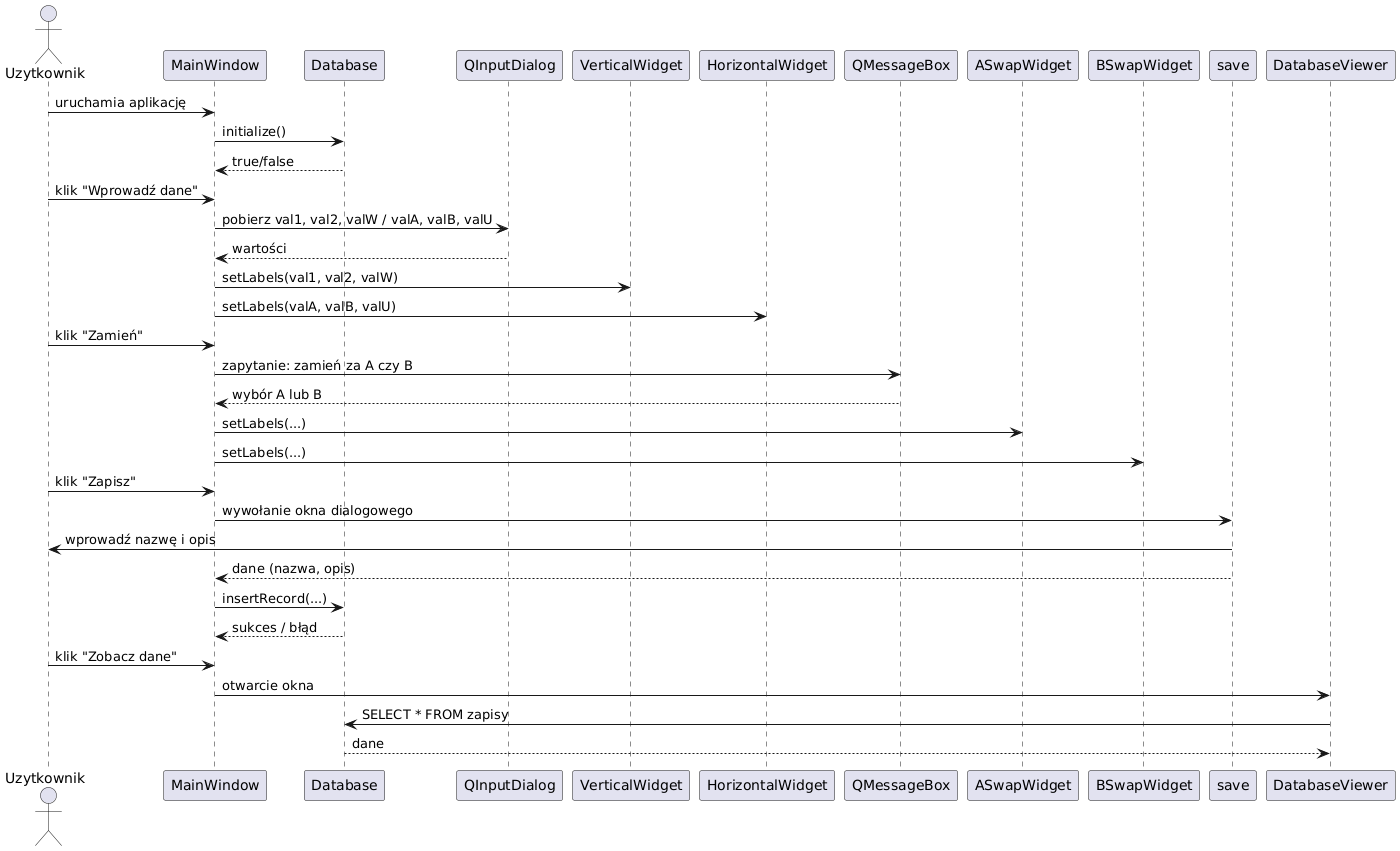 Uzytkownik
MainWindow
Database
QInputDialog
VerticalWidget
HorizontalWidget
QMessageBox
ASwapWidget
BSwapWidget
save
DatabaseViewer
uruchamia aplikację
initialize()
true/false
klik "Wprowadź dane"
pobierz val1, val2, valW / valA, valB, valU
wartości
setLabels(val1, val2, valW)
setLabels(valA, valB, valU)
klik "Zamień"
zapytanie: zamień za A czy B
wybór A lub B
setLabels(...)
setLabels(...)
klik "Zapisz"
wywołanie okna dialogowego
wprowadź nazwę i opis
dane (nazwa, opis)
insertRecord(...)
sukces / błąd
klik "Zobacz dane"
otwarcie okna
SELECT * FROM zapisy
dane
Uzytkownik
MainWindow
Database
QInputDialog
VerticalWidget
HorizontalWidget
QMessageBox
ASwapWidget
BSwapWidget
save
DatabaseViewer